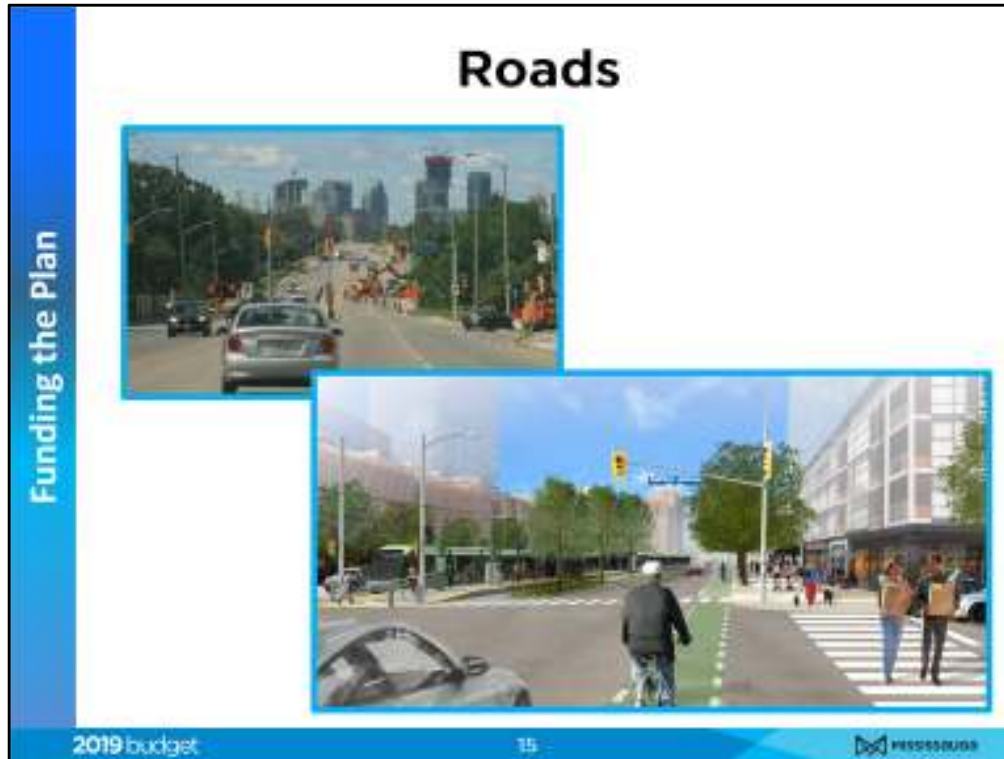 Roads
Funding the Plan
2019 budget
15
MISSISSAUGA